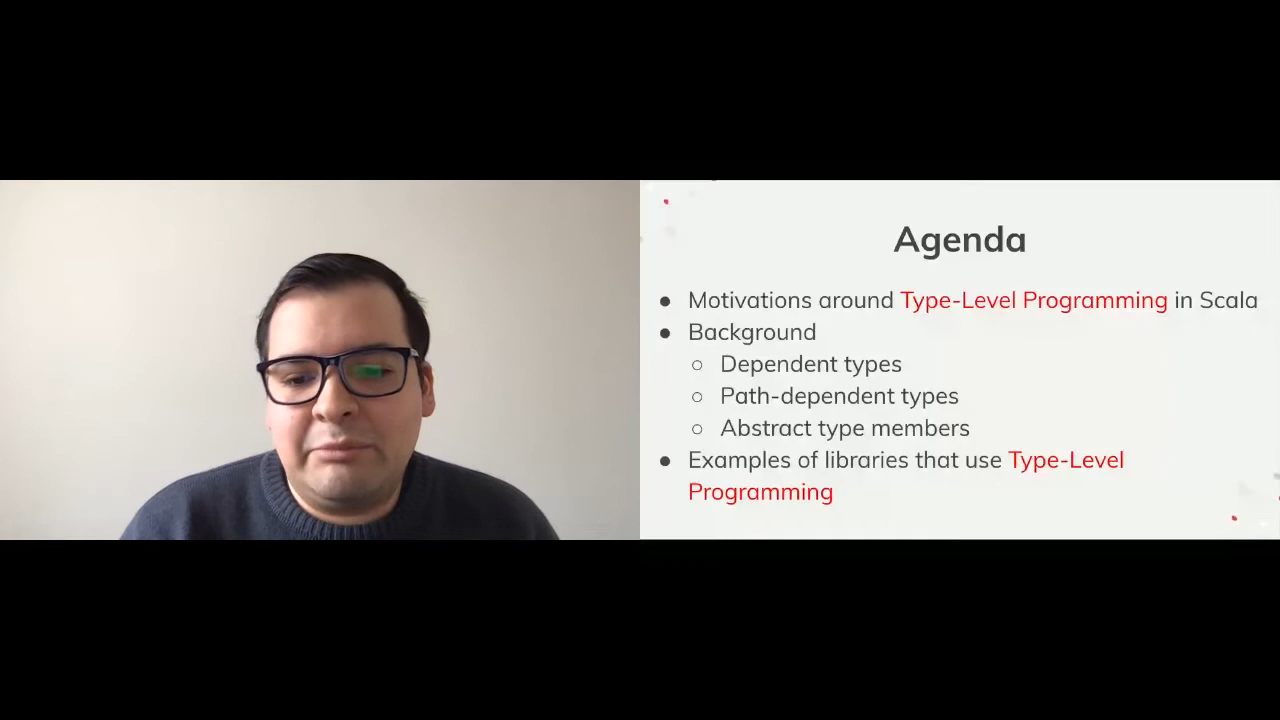 Agenda
● Motivations around Type-Level Programming in Scala
● Background
○ Dependent types
○ Path-dependent types
○ Abstract type members
● Examples of libraries that use Type-Level
Programming